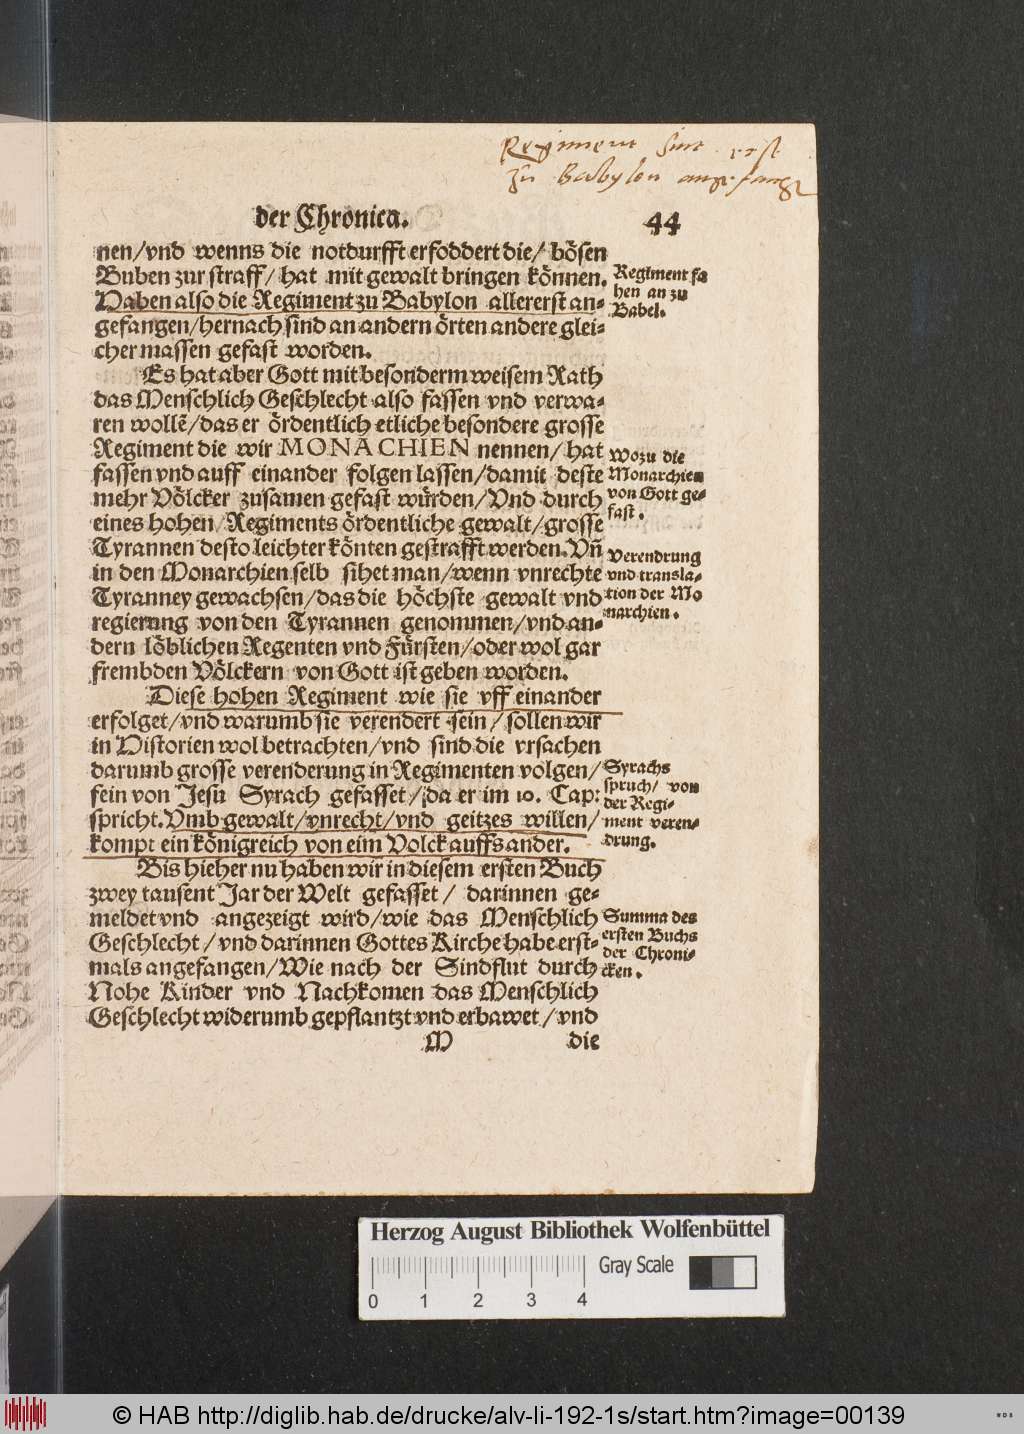 Regiment sint erst
zu Babylon angefangē
der Chronica. 44
nen/vnd wenns die notdurfft erfoddert die/ bösen
Buben zur straff/ hat mit gewalt bringen können.
Haben also die Regiment zu Babylon allererst an-
gefangen/hernach sind an andern örten andere glei-
cher massen gefast worden.
Regiment fa
hen an zu
Babel.
Es hat aber Gott mit besonderm weisem Rath
das Menschlich Geschlecht also fassen vnd verwa-
ren wollē/das er ördentlich etliche besondere grosse
Regiment die wir MONACHIEN nennen/ hat
fassen vnd auff einander folgen lassen/damit deste
mehr Völcker zusamen gefast würden/Vnd durch
eines hohen/Regiments ördentliche gewalt/grosse
Tyrannen desto leichter könten gestrafft werden.Vñ
in den Monarchien selb sihet man/wenn vnrechte
Tyranney gewachsen/das die höchste gewalt vnd
regierung von den Tyrannen genommen/vnd an-
dern löblichen Regenten vnd Fürsten/oder wol gar
frembden Völckern von Gott ist geben worden.
Wozu die
Monarchien
von Gott ge-
fast.
Verendrung
vnd transla-
tion der Mo
narchien.
Diese hohen Regiment wie sie vff einander
erfolget/vnd warumb sie verendert sein/sollen wir
in Historien wol betrachten/vnd sind die vrsachen
darumb grosse verenderung in Regimenten volgen/
fein von Jesu Syrach gefasset/da er im 10. Cap:
spricht.Vmb gewalt/vnrecht/vnd geitzes willen/
kompt ein königreich von eim Volck auffs ander.
Syrachs
spruch/ von
der Regi-
ment veren-
drung.
Bis hieher nu haben wir in diesem ersten Buch
zwey tausent Jar der Welt gefasset/ darinnen ge-
meldet vnd angezeigt wird/wie das Menschlich
Geschlecht/vnd darinnen Gottes Kirche habe erst-
mals angefangen/Wie nach der Sindflut durch
Nohe Kinder vnd Nachkomen das Menschlich
Geschlecht widerumb gepflantzt vnd erbawet/vnd
Summa des
ersten Buchs
der Chroni-
cken.
M die
Herzog August Bibliothek Wolfenbüttel
Gray Scale
0 1 2 3 4
© HAB http://diglib.hab.de/drucke/alv-li-192-1s/start.htm?image=00139